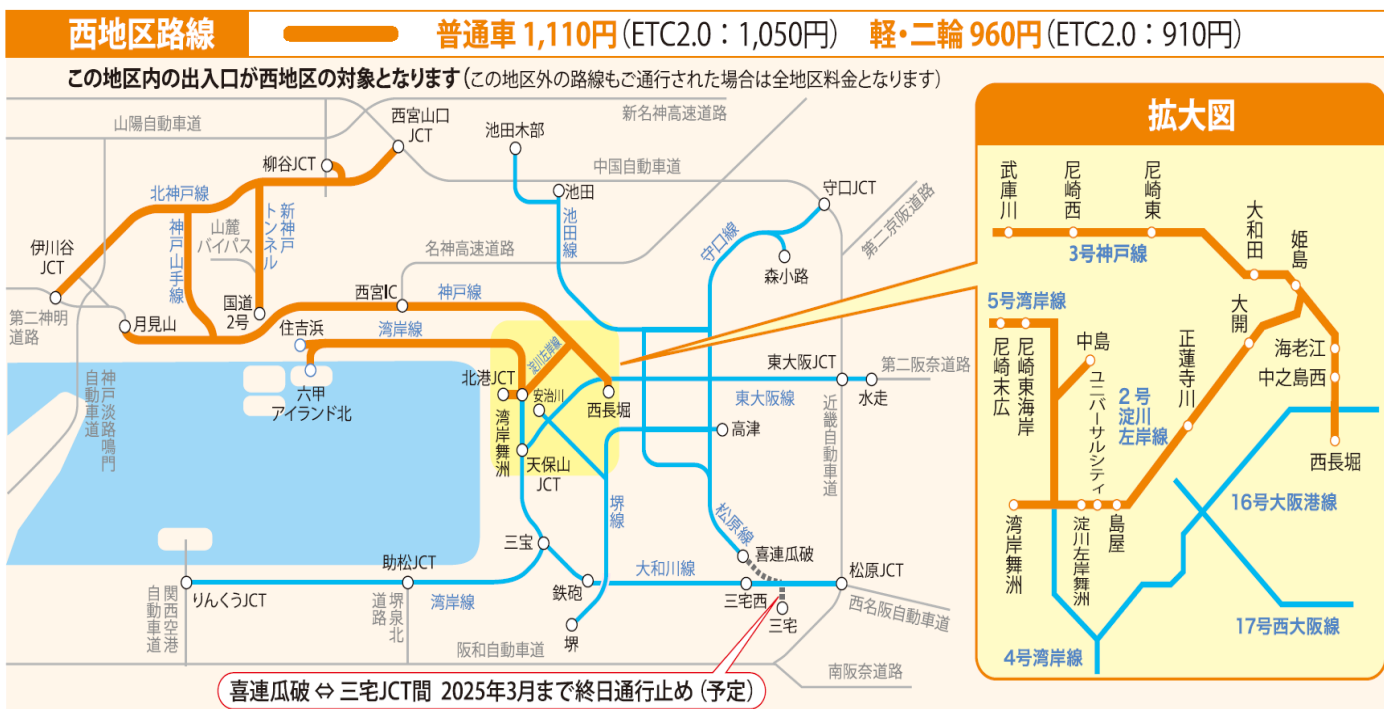 西地区路線
普通車 1,110円(ETC2.0：1,050円)
軽・二輪 960円(ETC2.0：910円)
この地区内の出入口が西地区の対象となります(この地区外の路線もご通行された場合は全地区料金となります)
山陽自動車道
西宮山口
JCT
池田木部
新名神高速道路
柳谷JCT
中国自動車道
北神戸線
池田
守口JCT
新神戸
トンネル
神戸山手線
山麓
バイパス
池田線
守口線
第二京阪道路
伊川谷
JCT
名神高速道路
森小路
国道
2号
西宮IC
神戸線
第二神明
道路
月見山
住吉浜
湾岸線
淀川左岸線
北港JCT
安治川
東大阪JCT
第二阪奈道路
六甲
アイランド北
西長堀
東大阪線
水走
神戸淡路鳴門
自動車道
湾岸舞洲
高津
近畿自動車道
天保山
JCT
堺線
松原線
三宝
喜連瓜破
助松JCT
大和川線
松原JCT
りんくうJCT
湾岸線
鉄砲
三宅西
三宅
西名阪自動車道
関西空港
自動車道
堺泉北
道路
堺
阪和自動車道
南阪奈道路
喜連瓜破 ⇔ 三宅JCT間 2025年3月まで終日通行止め (予定)
拡大図
武庫川
尼崎西
尼崎東
大和田
姫島
3号神戸線
5号湾岸線
大開
尼崎末広
尼崎東海岸
中島
正蓮寺川
海老江
中之島西
ユニバーサルシティ
2号
淀川
左岸線
西長堀
湾岸舞洲
淀川左岸舞洲
島屋
16号大阪港線
17号西大阪線
4号湾岸線